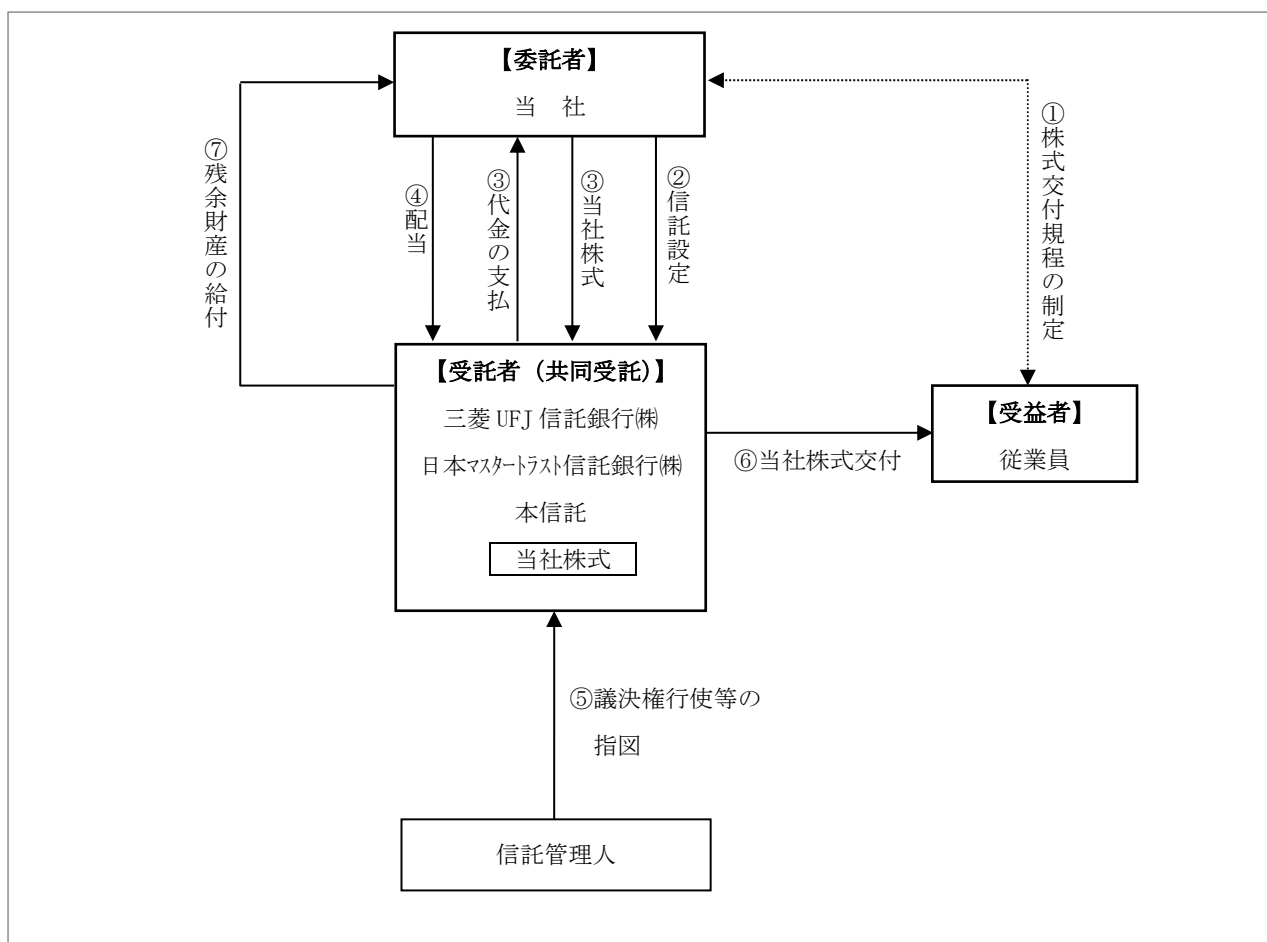 【委託者】
当 社
①株式交付規程の制定
⑦残余財産の給付
④配当
③代金の支払
③当社株式
②信託設定
【受託者（共同受託）】
三菱 UFJ 信託銀行㈱
日本ﾏｽﾀｰﾄﾗｽﾄ信託銀行㈱
本信託
当社株式
⑥当社株式交付
【受益者】
従業員
⑤議決権行使等の
指図
信託管理人